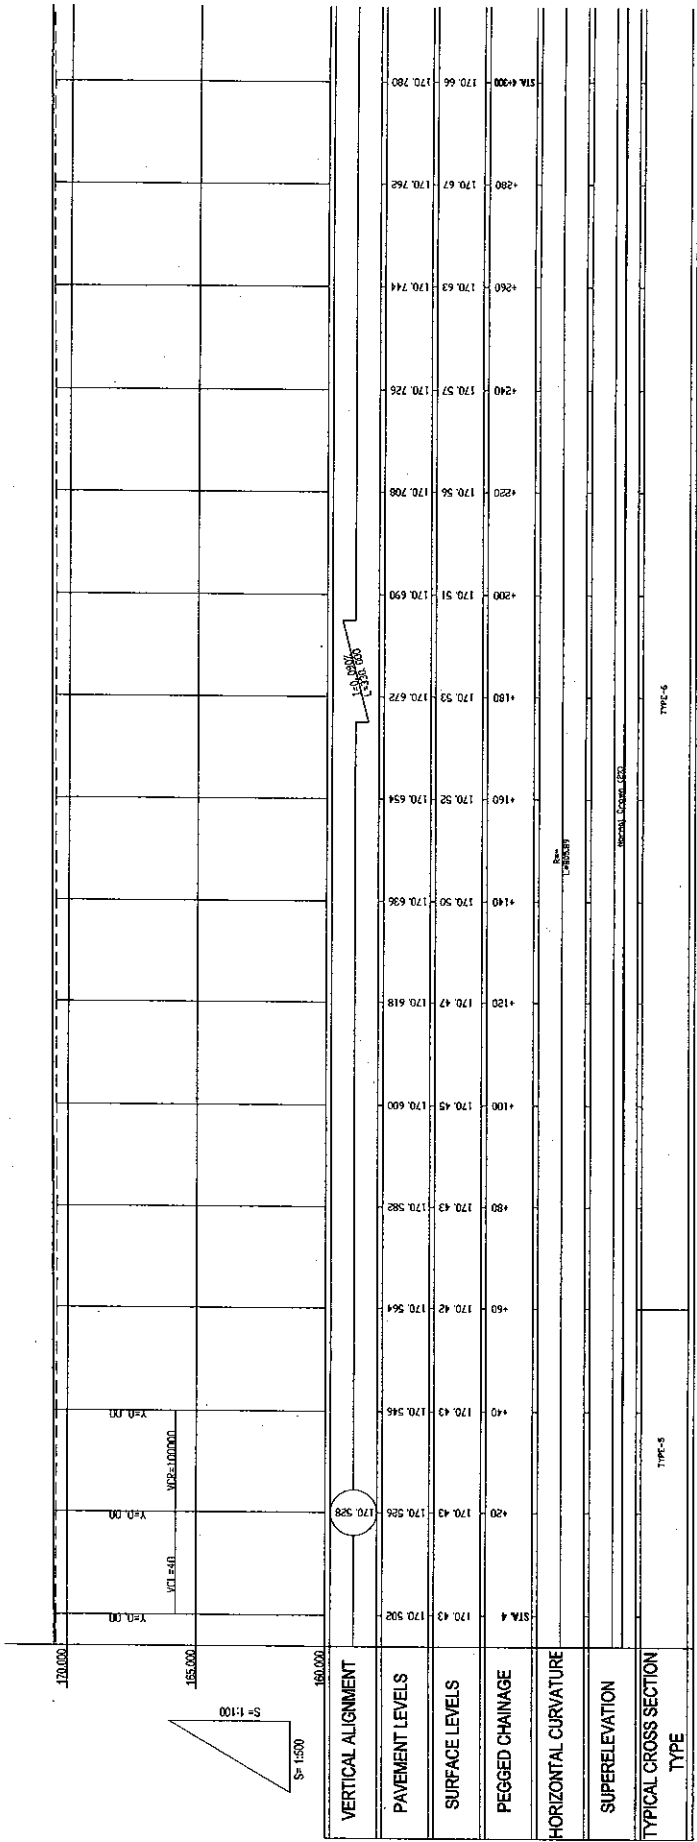 170.000
165.000
160.000
S= 1:100
S= 1:500
Y=0.00
Y=0.00
Y=0.00
VCL=40
VCR=100000
VERTICAL ALIGNMENT
170.528
L=330.000
PAVEMENT LEVELS
170.502
170.526
170.546
170.564
170.582
170.600
170.618
170.636
170.654
170.672
170.690
170.708
170.726
170.744
170.762
170.780
SURFACE LEVELS
170.43
170.43
170.43
170.42
170.43
170.45
170.47
170.50
170.52
170.53
170.51
170.56
170.57
170.63
170.67
170.66
PEGGED CHAINAGE
STA 4
+20
+40
+60
+80
+100
+120
+140
+160
+180
+200
+220
+240
+260
+280
STA 4+300
HORIZONTAL CURVATURE
SUPERELEVATION
Normal Crown (2%)
TYPICAL CROSS SECTION
TYPE
TYPE-5
TYPE-6